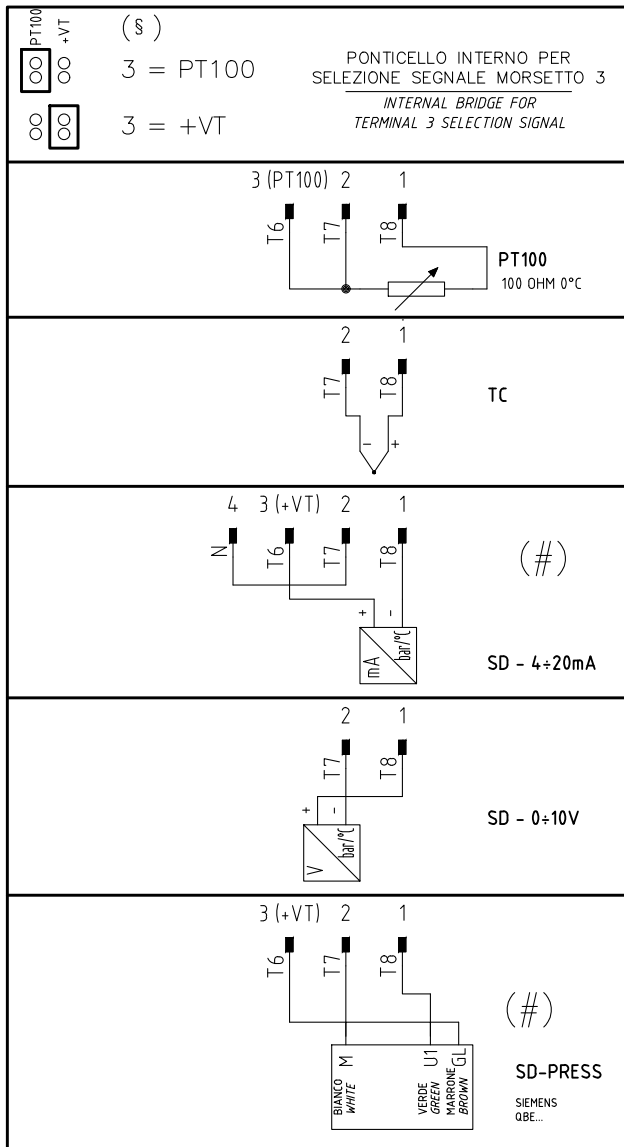 PT100 +VT
(§)
3 = PT100
3 = +VT
PONTICELLO INTERNO PER
SELEZIONE SEGNALE MORSETTO 3
INTERNAL BRIDGE FOR
TERMINAL 3 SELECTION SIGNAL
3 (PT100) 2 1
T6 T7 T8
PT100
100 OHM 0°C
2 1
T7 T8
- +
TC
4 3 (+VT) 2 1
N T6 T7 T8
(#)
+ -
mA bar/°C
SD - 4÷20mA
2 1
T7 T8
+ -
V bar/°C
SD - 0÷10V
3 (+VT) 2 1
T6 T7 T8
(#)
M U1 GL
BIANCO
WHITE
VERDE
GREEN
MARRONE
BROWN
SD-PRESS
SIEMENS
QBE...